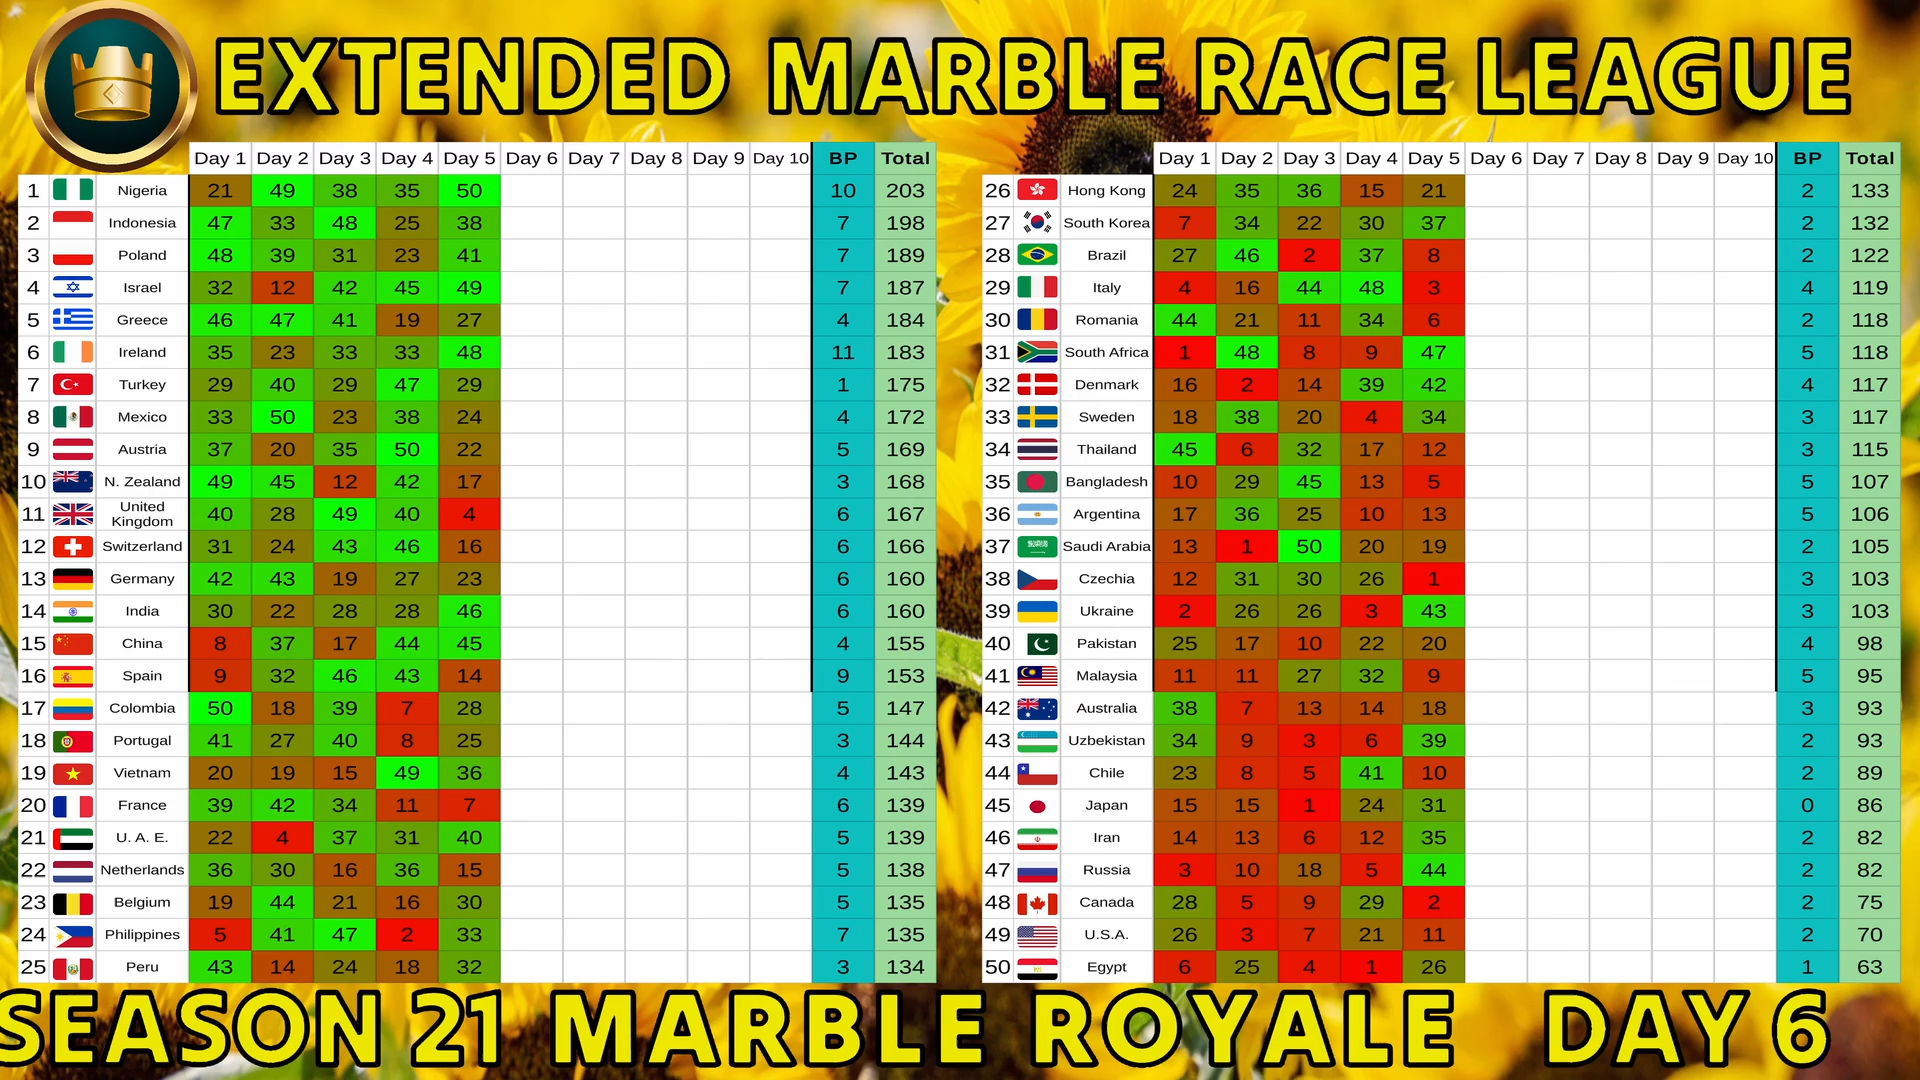 EXTENDED MARBLE RACE LEAGUE
Day 1 Day 2 Day 3 Day 4 Day 5 Day 6 Day 7 Day 8 Day 9 Day 10 BP Total
1 Nigeria 21 49 38 35 50 10 203
2 Indonesia 47 33 48 25 38 7 198
3 Poland 48 39 31 23 41 7 189
4 Israel 32 12 42 45 49 7 187
5 Greece 46 47 41 19 27 4 184
6 Ireland 35 23 33 33 48 11 183
7 Turkey 29 40 29 47 29 1 175
8 Mexico 33 50 23 38 24 4 172
9 Austria 37 20 35 50 22 5 169
10 N. Zealand 49 45 12 42 17 3 168
11 United Kingdom 40 28 49 40 4 6 167
12 Switzerland 31 24 43 46 16 6 166
13 Germany 42 43 19 27 23 6 160
14 India 30 22 28 28 46 6 160
15 China 8 37 17 44 45 4 155
16 Spain 9 32 46 43 14 9 153
17 Colombia 50 18 39 7 28 5 147
18 Portugal 41 27 40 8 25 3 144
19 Vietnam 20 19 15 49 36 4 143
20 France 39 42 34 11 7 6 139
21 U. A. E. 22 4 37 31 40 5 139
22 Netherlands 36 30 16 36 15 5 138
23 Belgium 19 44 21 16 30 5 135
24 Philippines 5 41 47 2 33 7 135
25 Peru 43 14 24 18 32 3 134
Day 1 Day 2 Day 3 Day 4 Day 5 Day 6 Day 7 Day 8 Day 9 Day 10 BP Total
26 Hong Kong 24 35 36 15 21 2 133
27 South Korea 7 34 22 30 37 2 132
28 Brazil 27 46 2 37 8 2 122
29 Italy 4 16 44 48 3 4 119
30 Romania 44 21 11 34 6 2 118
31 South Africa 1 48 8 9 47 5 118
32 Denmark 16 2 14 39 42 4 117
33 Sweden 18 38 20 4 34 3 117
34 Thailand 45 6 32 17 12 3 115
35 Bangladesh 10 29 45 13 5 5 107
36 Argentina 17 36 25 10 13 5 106
37 Saudi Arabia 13 1 50 20 19 2 105
38 Czechia 12 31 30 26 1 3 103
39 Ukraine 2 26 26 3 43 3 103
40 Pakistan 25 17 10 22 20 4 98
41 Malaysia 11 11 27 32 9 5 95
42 Australia 38 7 13 14 18 3 93
43 Uzbekistan 34 9 3 6 39 2 93
44 Chile 23 8 5 41 10 2 89
45 Japan 15 15 1 24 31 0 86
46 Iran 14 13 6 12 35 2 82
47 Russia 3 10 18 5 44 2 82
48 Canada 28 5 9 29 2 2 75
49 U.S.A. 26 3 7 21 11 2 70
50 Egypt 6 25 4 1 26 1 63
SEASON 21 MARBLE ROYALE DAY 6